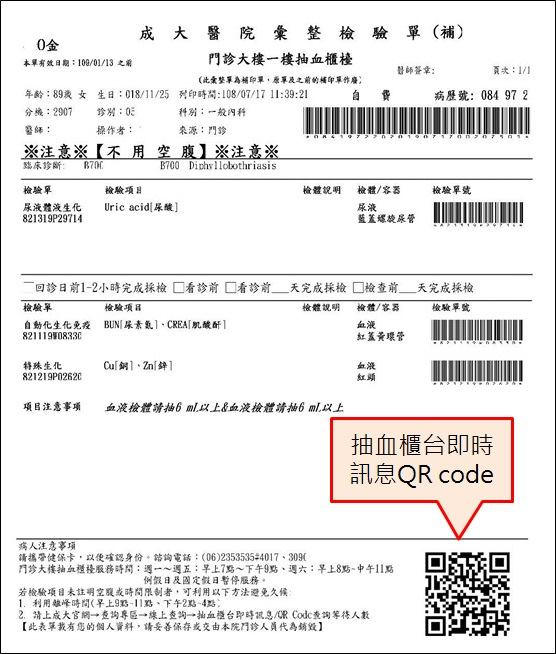 成大醫院彙整檢驗單(補)
O金
門診大樓一樓抽血櫃檯
本單有效日期:109/01/13 之前
(此彙整單為補印單，原單及之前的補印單作廢)
醫師簽章:
頁次:1/1
年齡:89歲 女 生日:018/11/25 列印時間:108/07/17 11:39:21
自費
病歷號: 084 97 2
分機:2907 診別:05 科別:一般內科
醫師: 操作者: 來源:門診
※注意※【不用空腹】※注意※
臨床診斷: B700 B700 Diphyllobothriasis
檢驗單 檢驗項目 檢體說明 檢體/容器 檢驗單號
尿液體液生化 Uric acid[尿酸] 尿液
821319P29714 藍蓋螺旋尿管
回診日前1-2小時完成採檢 □看診前 □看診前__天完成採檢 □檢查前__天完成採檢
檢驗單 檢驗項目 檢體說明 檢體/容器 檢驗單號
自動化生化免疫 BUN[尿素氮]、CREA[肌酸酐] 血液
821119W08330 紅蓋黃環管
特殊生化 Cu[銅]、Zn[鋅] 血液
821219P02620 紅頭
項目注意事項 血液檢體請抽6 mL以上&血液檢體請抽6 mL以上
抽血櫃台即時
訊息QR code
病人注意事項
請攜帶健保卡，以便確認身份。諮詢電話：(06)2353535#4017、3090
門診大樓抽血櫃檯服務時間：週一～週五：早上7點～下午9點、週六：早上8點-中午11點
例假日及國定假日暫停服務。
若檢驗項目未註明空腹或時間限制者，可利用以下方法避免久候：
1. 利用離峰時間(早上9點-11點、下午2點-4點)
2. 請上成大官網→查詢專區→線上查詢→抽血櫃台即時訊息/QR Code查詢等待人數
【此表單載有您的個人資料，請妥善保存或交由本院門診人員代為銷毀】